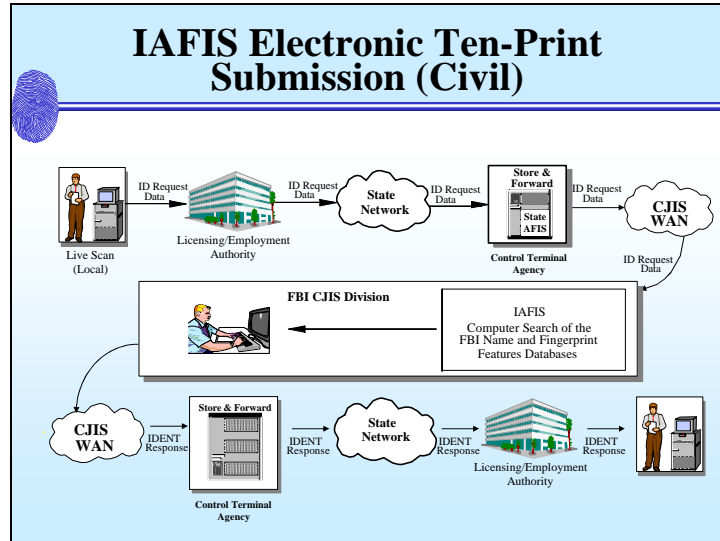 IAFIS Electronic Ten-Print
Submission (Civil)
ID Request
Data
ID Request
Data
ID Request
Data
ID Request
Data
Live Scan
(Local)
Licensing/Employment
Authority
State
Network
Store &
Forward
State
AFIS
Control Terminal
Agency
CJIS
WAN
ID Request
Data
FBI CJIS Division
IAFIS
Computer Search of the
FBI Name and Fingerprint
Features Databases
CJIS
WAN
IDENT
Response
Store & Forward
Control Terminal
Agency
IDENT
Response
State
Network
IDENT
Response
Licensing/Employment
Authority
IDENT
Response